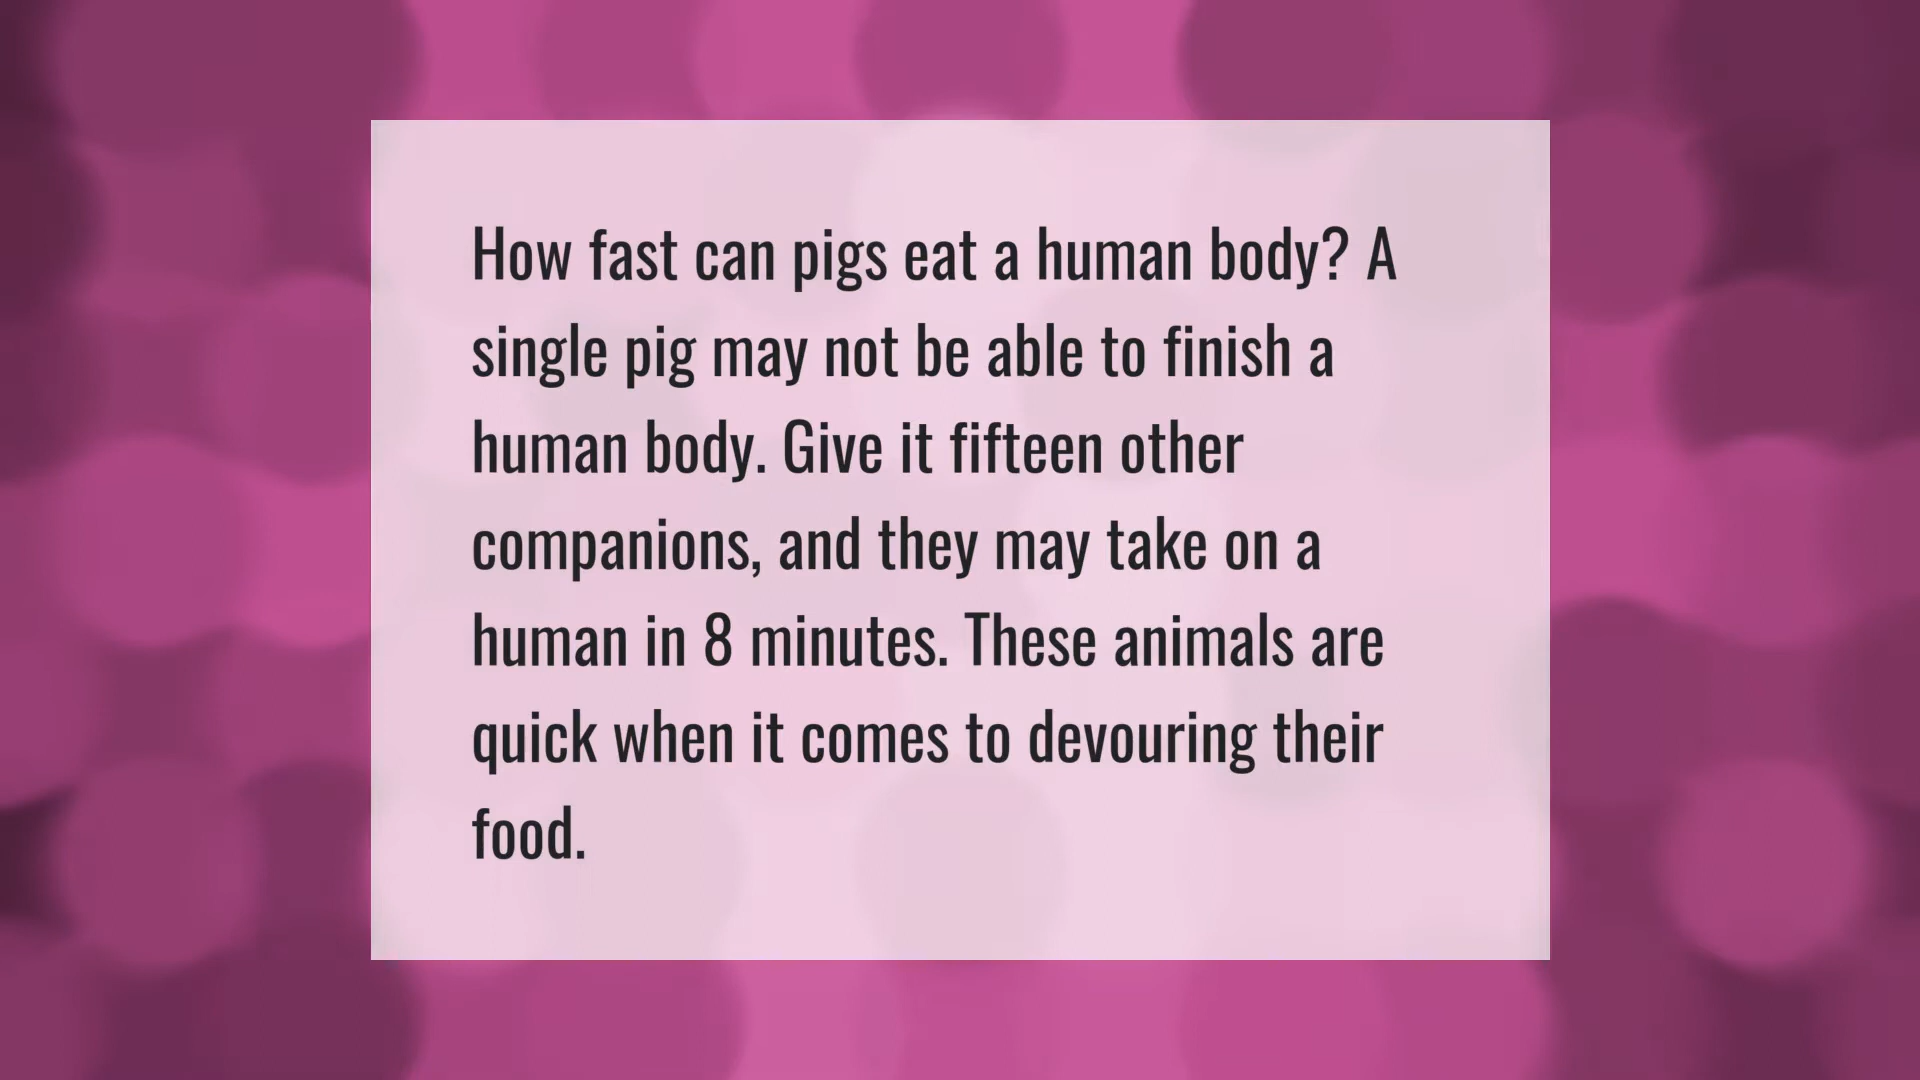 How fast can pigs eat a human body? A
single pig may not be able to finish a
human body. Give it fifteen other
companions, and they may take on a
human in 8 minutes. These animals are
quick when it comes to devouring their
food.